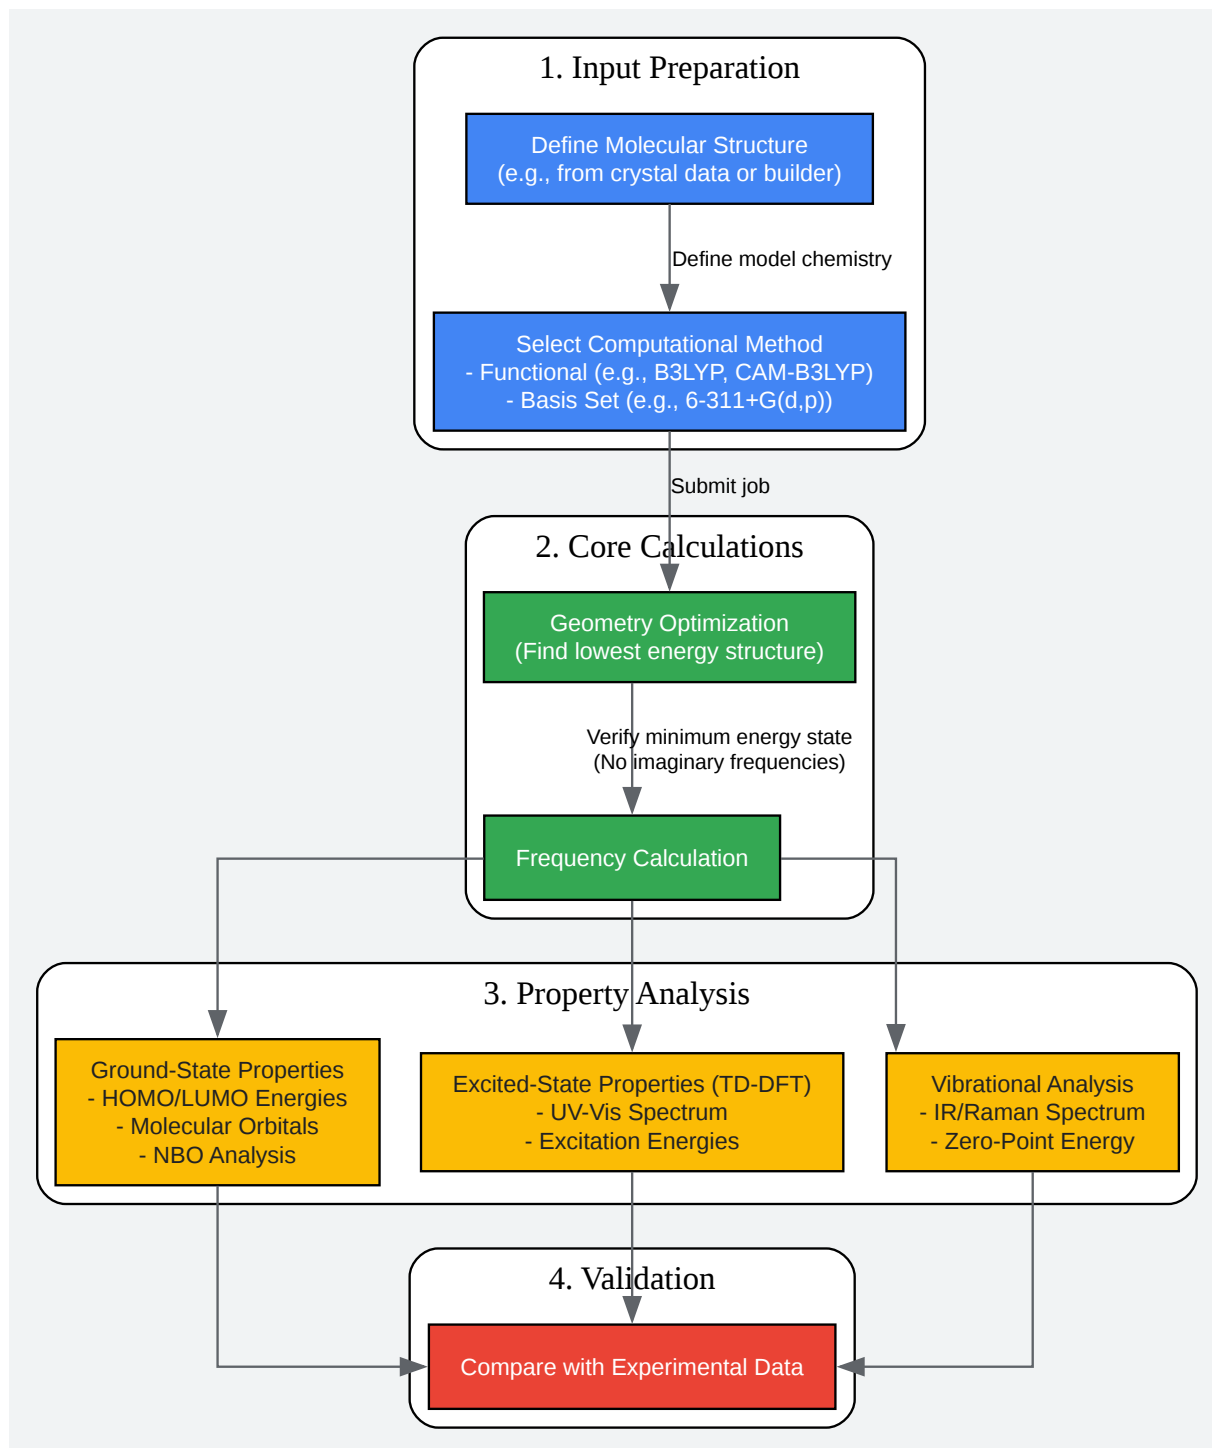 1. Input Preparation
Define Molecular Structure
(e.g., from crystal data or builder)
Define model chemistry
Select Computational Method
- Functional (e.g., B3LYP, CAM-B3LYP)
- Basis Set (e.g., 6-311+G(d,p))
Submit job
2. Core Calculations
Geometry Optimization
(Find lowest energy structure)
Verify minimum energy state
(No imaginary frequencies)
Frequency Calculation
3. Property Analysis
Ground-State Properties
- HOMO/LUMO Energies
- Molecular Orbitals
- NBO Analysis
Excited-State Properties (TD-DFT)
- UV-Vis Spectrum
- Excitation Energies
Vibrational Analysis
- IR/Raman Spectrum
- Zero-Point Energy
4. Validation
Compare with Experimental Data